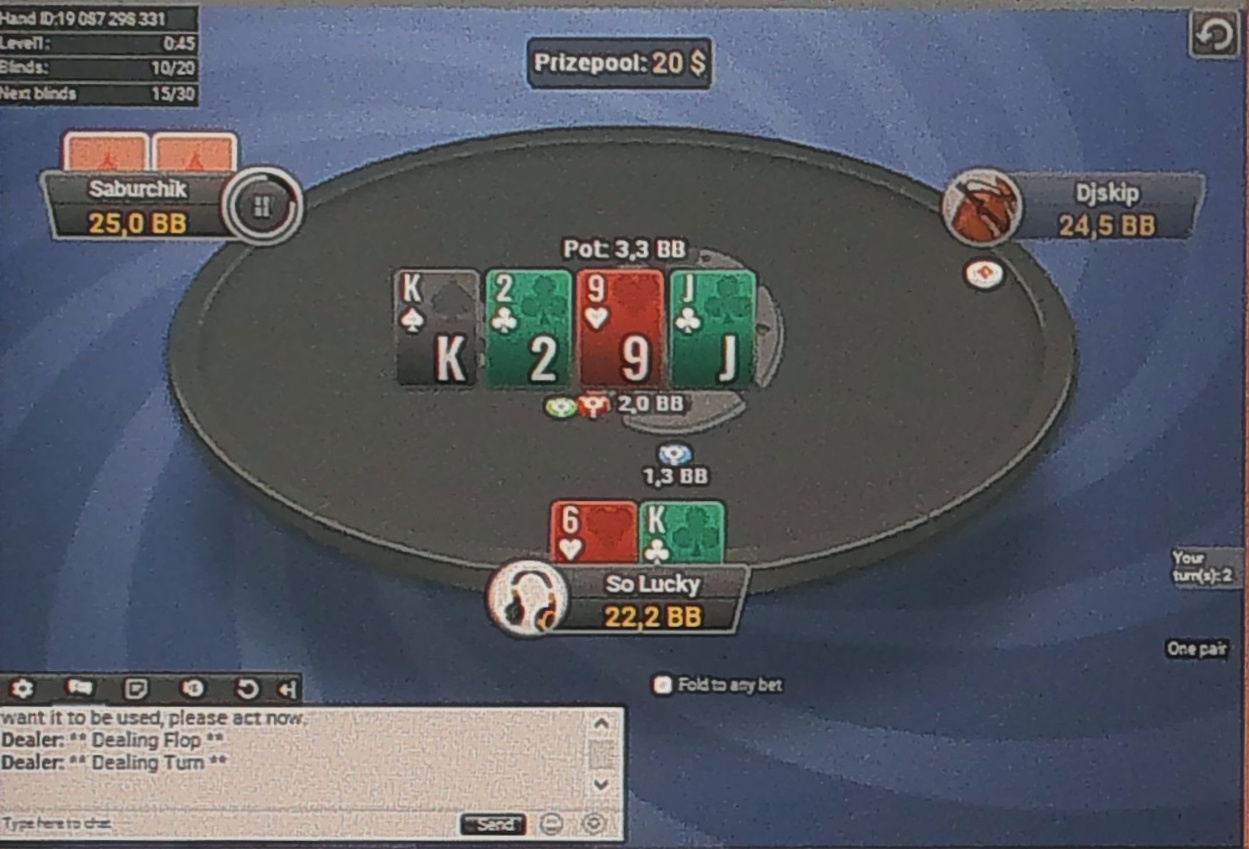 Hand ID:19 087 298 331
Level1: 0:45
Blinds: 10/20
Next blinds 15/30
Prizepool: 20 $
Saburchik
25,0 BB
Djskip
24,5 BB
Pot: 3,3 BB
K 2 9 J
K 2 9 J
2,0 BB
1,3 BB
6 K
So Lucky
22,2 BB
Your
turn(s): 2
One pair
Fold to any bet
want it to be used, please act now.
Dealer: ** Dealing Flop **
Dealer: ** Dealing Turn **
Type here to chat
Send